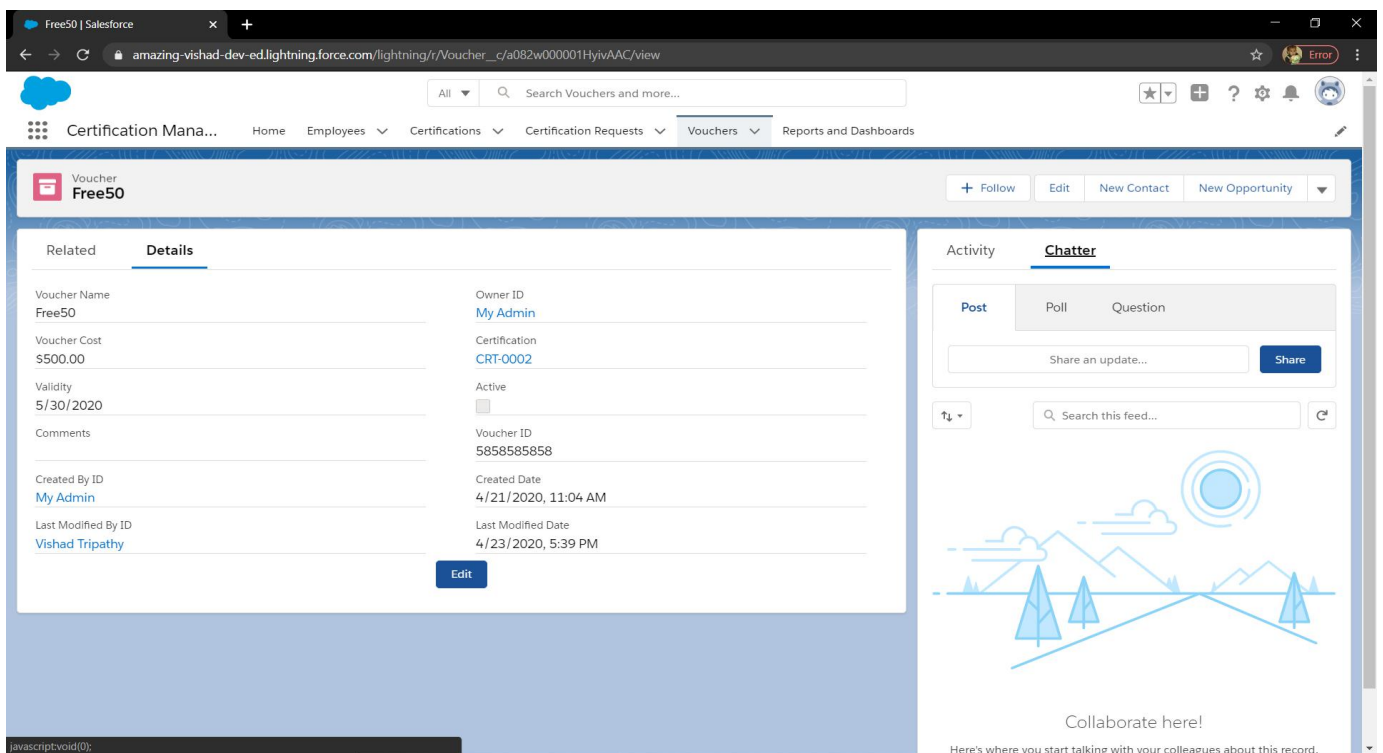 Free50 | Salesforce
amazing-vishad-dev-ed.lightning.force.com/lightning/r/Voucher__c/a082w000001HyivAAC/view
Error
All
Search Vouchers and more...
Certification Mana...
Home
Employees
Certifications
Certification Requests
Vouchers
Reports and Dashboards
Voucher
Free50
+ Follow
Edit
New Contact
New Opportunity
Related
Details
Voucher Name
Free50
Owner ID
My Admin
Voucher Cost
$500.00
Certification
CRT-0002
Validity
5/30/2020
Active
Comments
Voucher ID
5858585858
Created By ID
My Admin
Created Date
4/21/2020, 11:04 AM
Last Modified By ID
Vishad Tripathy
Last Modified Date
4/23/2020, 5:39 PM
Edit
Activity
Chatter
Post
Poll
Question
Share an update...
Share
Search this feed...
Collaborate here!
Here's where you start talking with your colleagues about this record.
javascript:void(0);